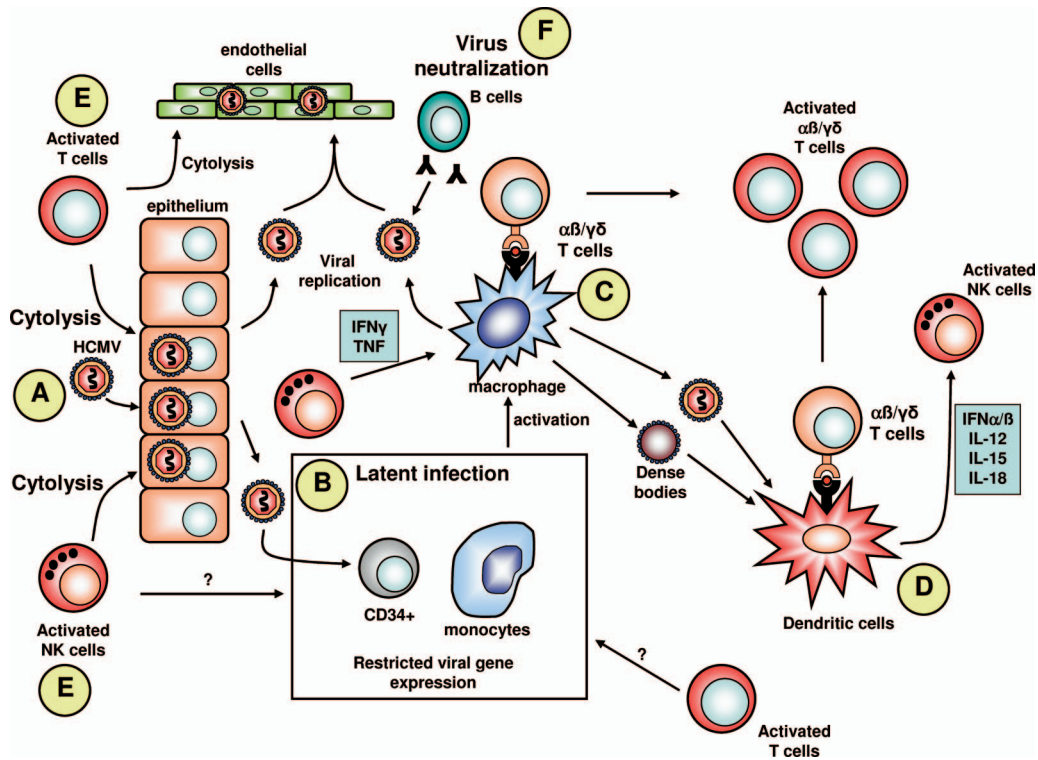 E
Activated
T cells
endothelial
cells
Cytolysis
F
Virus
neutralization
B cells
epithelium
Viral
replication
αß/γδ
T cells
C
Activated
αß/γδ
T cells
Activated
NK cells
Cytolysis
HCMV
A
IFNγ
TNF
macrophage
activation
Dense
bodies
αß/γδ
T cells
IFNα/ß
IL-12
IL-15
IL-18
Cytolysis
B
Latent infection
CD34+
monocytes
Restricted viral gene
expression
D
Dendritic cells
?
Activated
NK cells
E
?
Activated
T cells